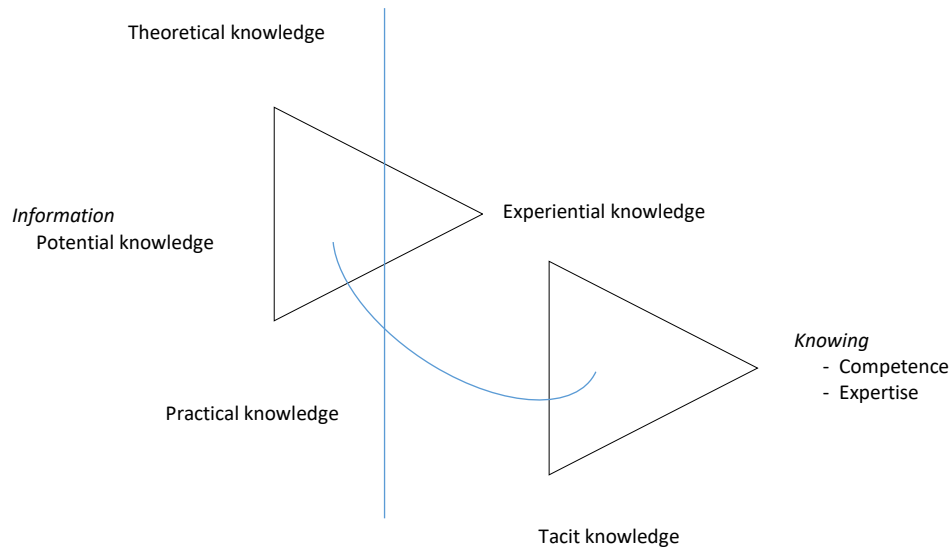 Theoretical knowledge
Information
Potential knowledge
Experiential knowledge
Knowing
- Competence
- Expertise
Practical knowledge
Tacit knowledge